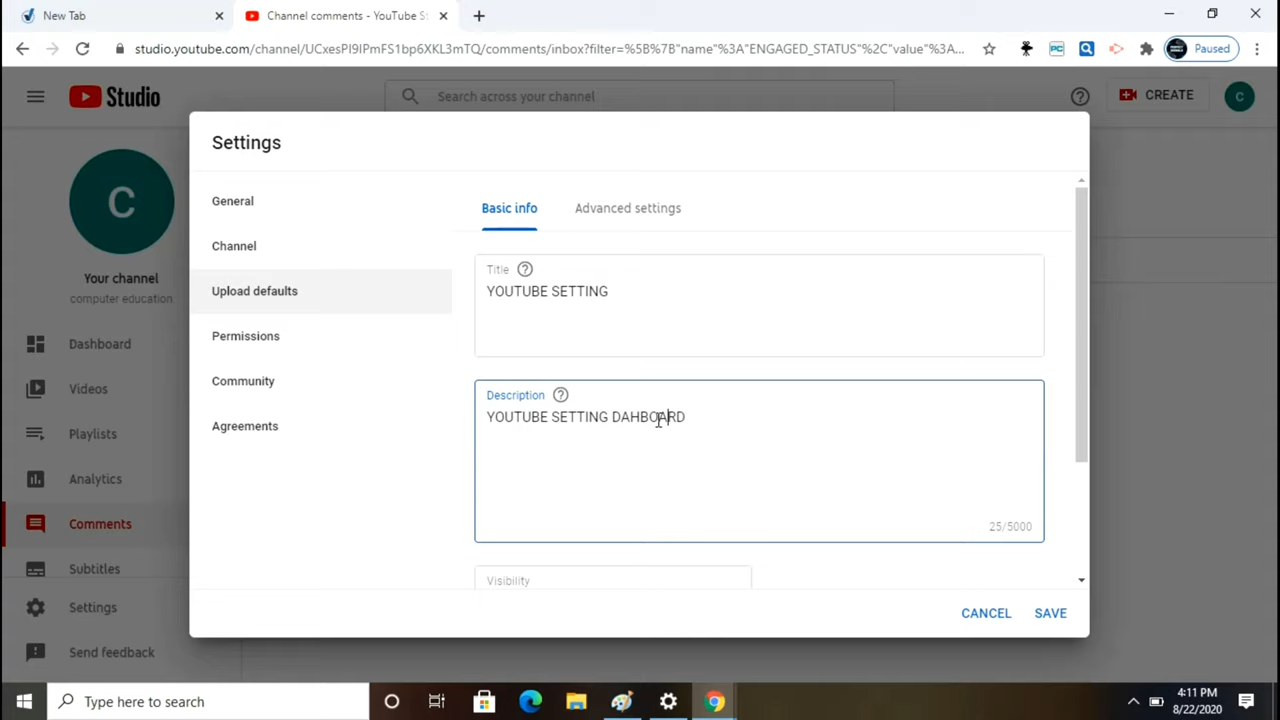 New Tab
Channel comments - YouTube St
studio.youtube.com/channel/UCxesPI9IPmFS1bp6XKL3mTQ/comments/inbox?filter=%5B%7B"name"%3A"ENGAGED_STATUS"%2C"value"%3A...
PC
Paused
Studio
Search across your channel
CREATE
C
Settings
C
Your channel
computer education
Dashboard
Videos
Playlists
Analytics
Comments
Subtitles
Settings
Send feedback
General
Channel
Upload defaults
Permissions
Community
Agreements
Basic info
Advanced settings
Title
YOUTUBE SETTING
Description
YOUTUBE SETTING DAHBOARD
25/5000
Visibility
CANCEL
SAVE
Type here to search
4:11 PM
8/22/2020